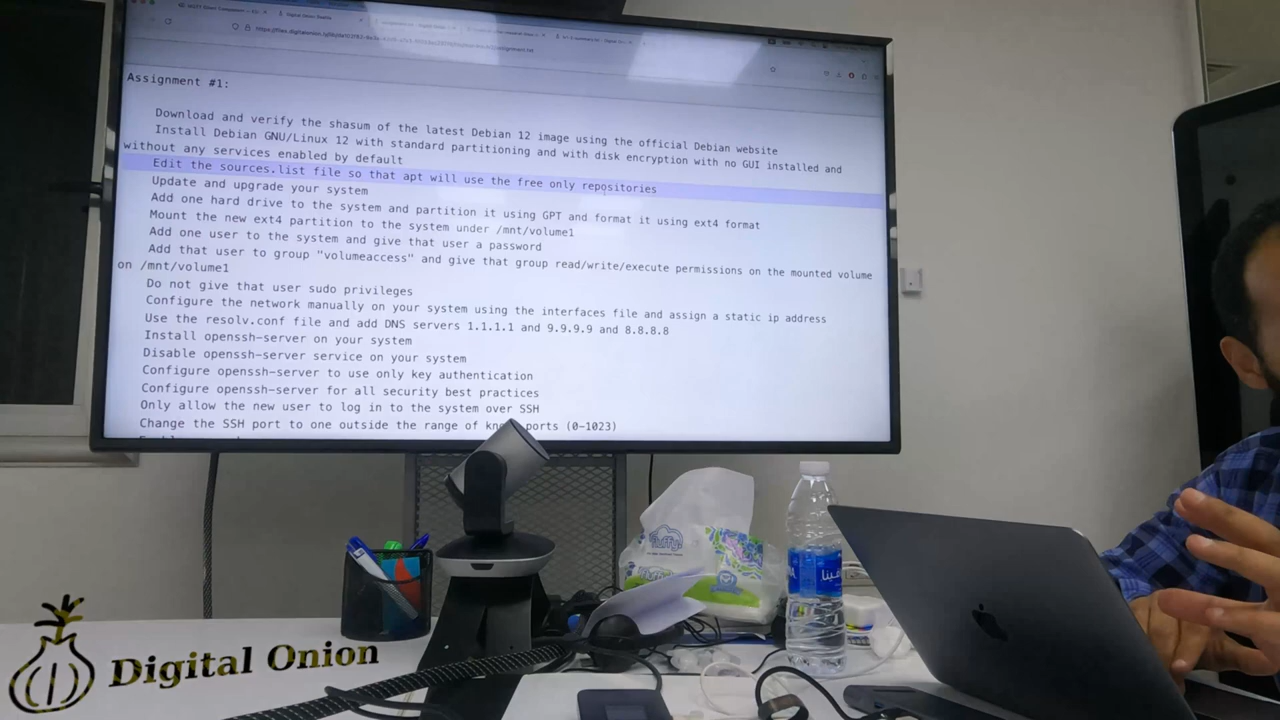 Digital Onion Deable
Assignment #1:
Download and verify the shasum of the latest Debian 12 image using the official Debian website
Install Debian GNU/Linux 12 with standard partitioning and with disk encryption with no GUI installed and
without any services enabled by default
Edit the sources.list file so that apt will use the free only repositories
Update and upgrade your system
Add one hard drive to the system and partition it using GPT and format it using ext4 format
Mount the new ext4 partition to the system under /mnt/volume1
Add one user to the system and give that user a password
Add that user to group "volumeaccess" and give that group read/write/execute permissions on the mounted volume
on /mnt/volume1
Do not give that user sudo privileges
Configure the network manually on your system using the interfaces file and assign a static ip address
Use the resolv.conf file and add DNS servers 1.1.1.1 and 9.9.9.9 and 8.8.8.8
Install openssh-server on your system
Disable openssh-server service on your system
Configure openssh-server to use only key authentication
Configure openssh-server for all security best practices
Only allow the new user to log in to the system over SSH
Change the SSH port to one outside the range of ports (0-1023)
fluffy
Digital Onion